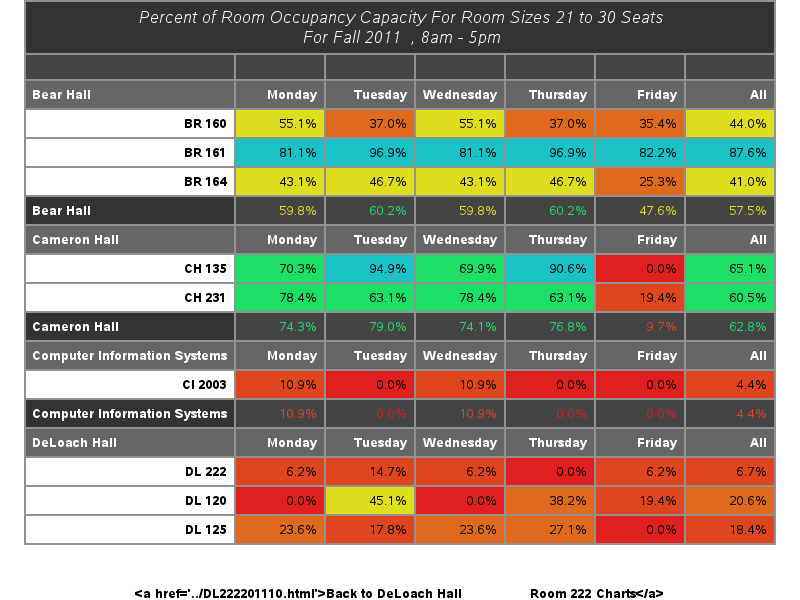 Percent of Room Occupancy Capacity For Room Sizes 21 to 30 Seats
For Fall 2011 , 8am - 5pm
Bear Hall Monday Tuesday Wednesday Thursday Friday All
BR 160 55.1% 37.0% 55.1% 37.0% 35.4% 44.0%
BR 161 81.1% 96.9% 81.1% 96.9% 82.2% 87.6%
BR 164 43.1% 46.7% 43.1% 46.7% 25.3% 41.0%
Bear Hall 59.8% 60.2% 59.8% 60.2% 47.6% 57.5%
Cameron Hall Monday Tuesday Wednesday Thursday Friday All
CH 135 70.3% 94.9% 69.9% 90.6% 0.0% 65.1%
CH 231 78.4% 63.1% 78.4% 63.1% 19.4% 60.5%
Cameron Hall 74.3% 79.0% 74.1% 76.8% 9.7% 62.8%
Computer Information Systems Monday Tuesday Wednesday Thursday Friday All
CI 2003 10.9% 0.0% 10.9% 0.0% 0.0% 4.4%
Computer Information Systems 10.9% 0.0% 10.9% 0.0% 0.0% 4.4%
DeLoach Hall Monday Tuesday Wednesday Thursday Friday All
DL 222 6.2% 14.7% 6.2% 0.0% 6.2% 6.7%
DL 120 0.0% 45.1% 0.0% 38.2% 19.4% 20.6%
DL 125 23.6% 17.8% 23.6% 27.1% 0.0% 18.4%
<a href='../DL222201110.html'>Back to DeLoach Hall Room 222 Charts</a>